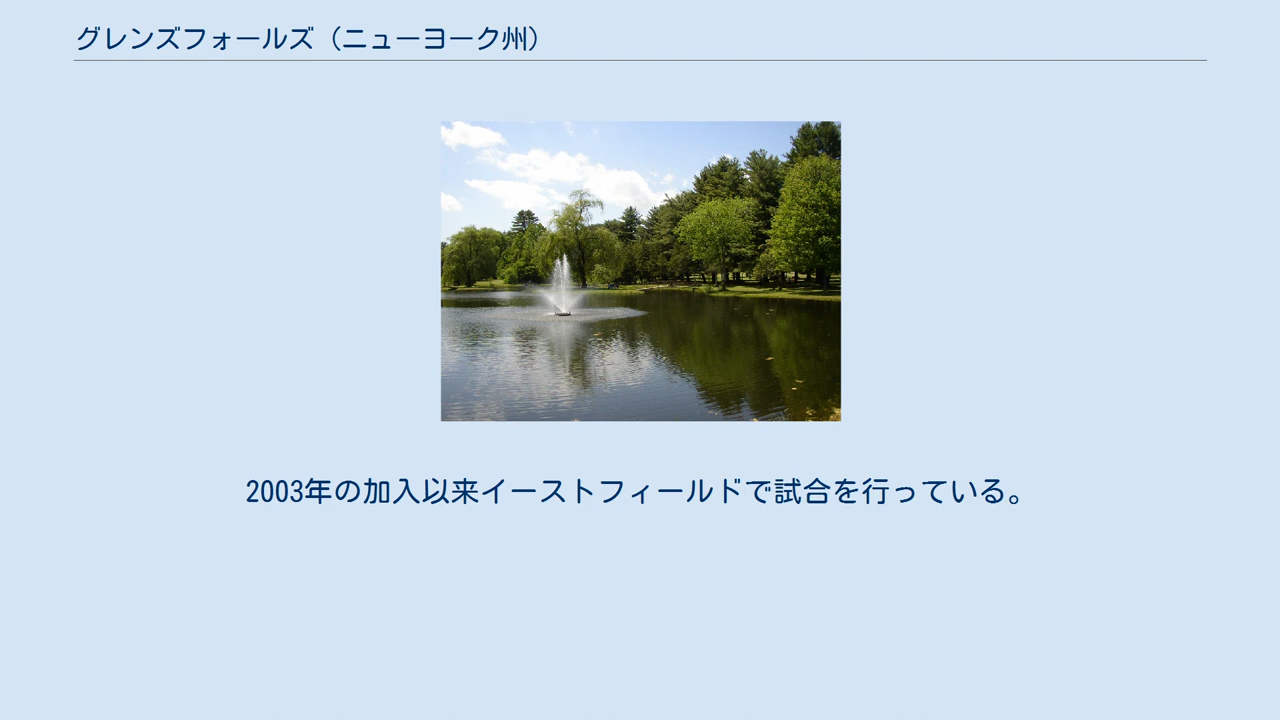 グレンズフォールズ（ニューヨーク州）
2003年の加入以来イーストフィールドで試合を行っている。